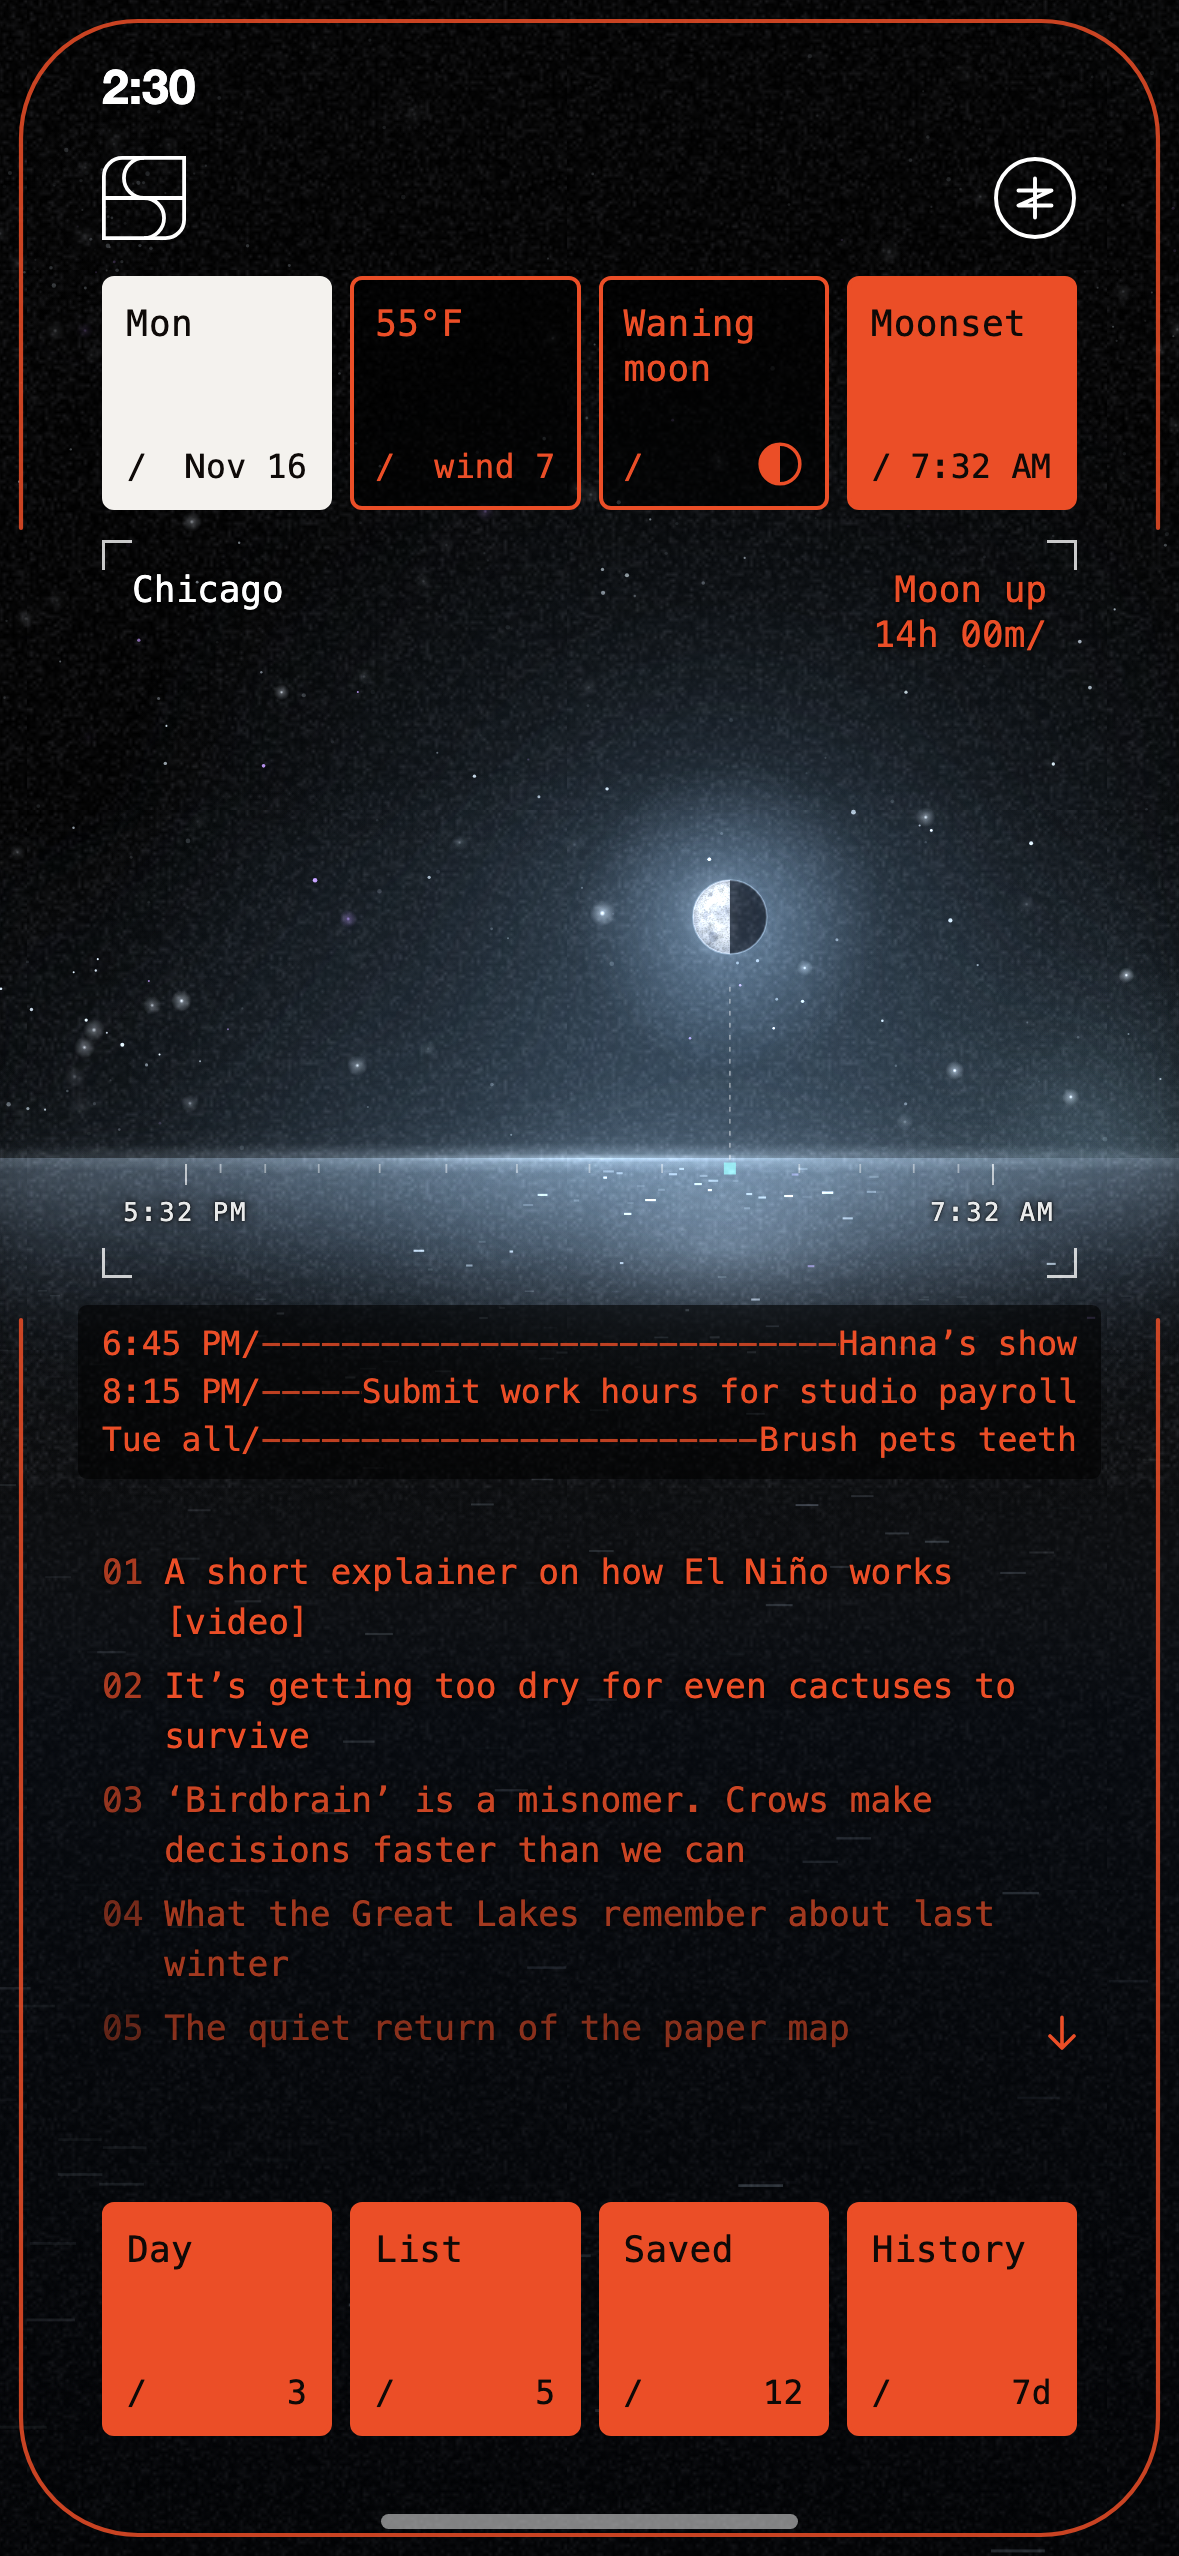 2:30
Mon
/ Nov 16
55°F
/ wind 7
Waning
moon
/
Moonset
/ 7:32 AM
Chicago
Moon up
14h 00m/
5:32 PM
7:32 AM
6:45 PM/—————————————————————————————Hanna’s show
8:15 PM/—————Submit work hours for studio payroll
Tue all/—————————————————————————Brush pets teeth
01 A short explainer on how El Niño works
[video]
02 It’s getting too dry for even cactuses to
survive
03 ‘Birdbrain’ is a misnomer. Crows make
decisions faster than we can
04 What the Great Lakes remember about last
winter
05 The quiet return of the paper map
Day
/ 3
List
/ 5
Saved
/ 12
History
/ 7d